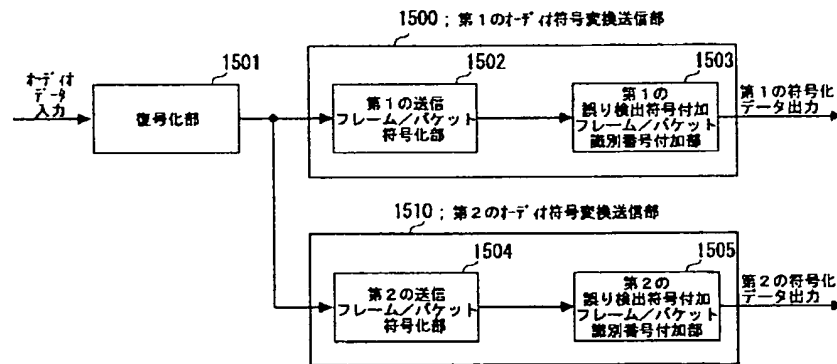 1500;第1のオーディオ符号変換送信部
オーディオ
データ
入力
1501
復号化部
1502
第1の送信
フレーム/パケット
符号化部
1503
第1の
誤り検出符号付加
フレーム/パケット
識別番号付加部
第1の符号化
データ出力
1510;第2のオーディオ符号変換送信部
1504
第2の送信
フレーム/パケット
符号化部
1505
第2の
誤り検出符号付加
フレーム/パケット
識別番号付加部
第2の符号化
データ出力